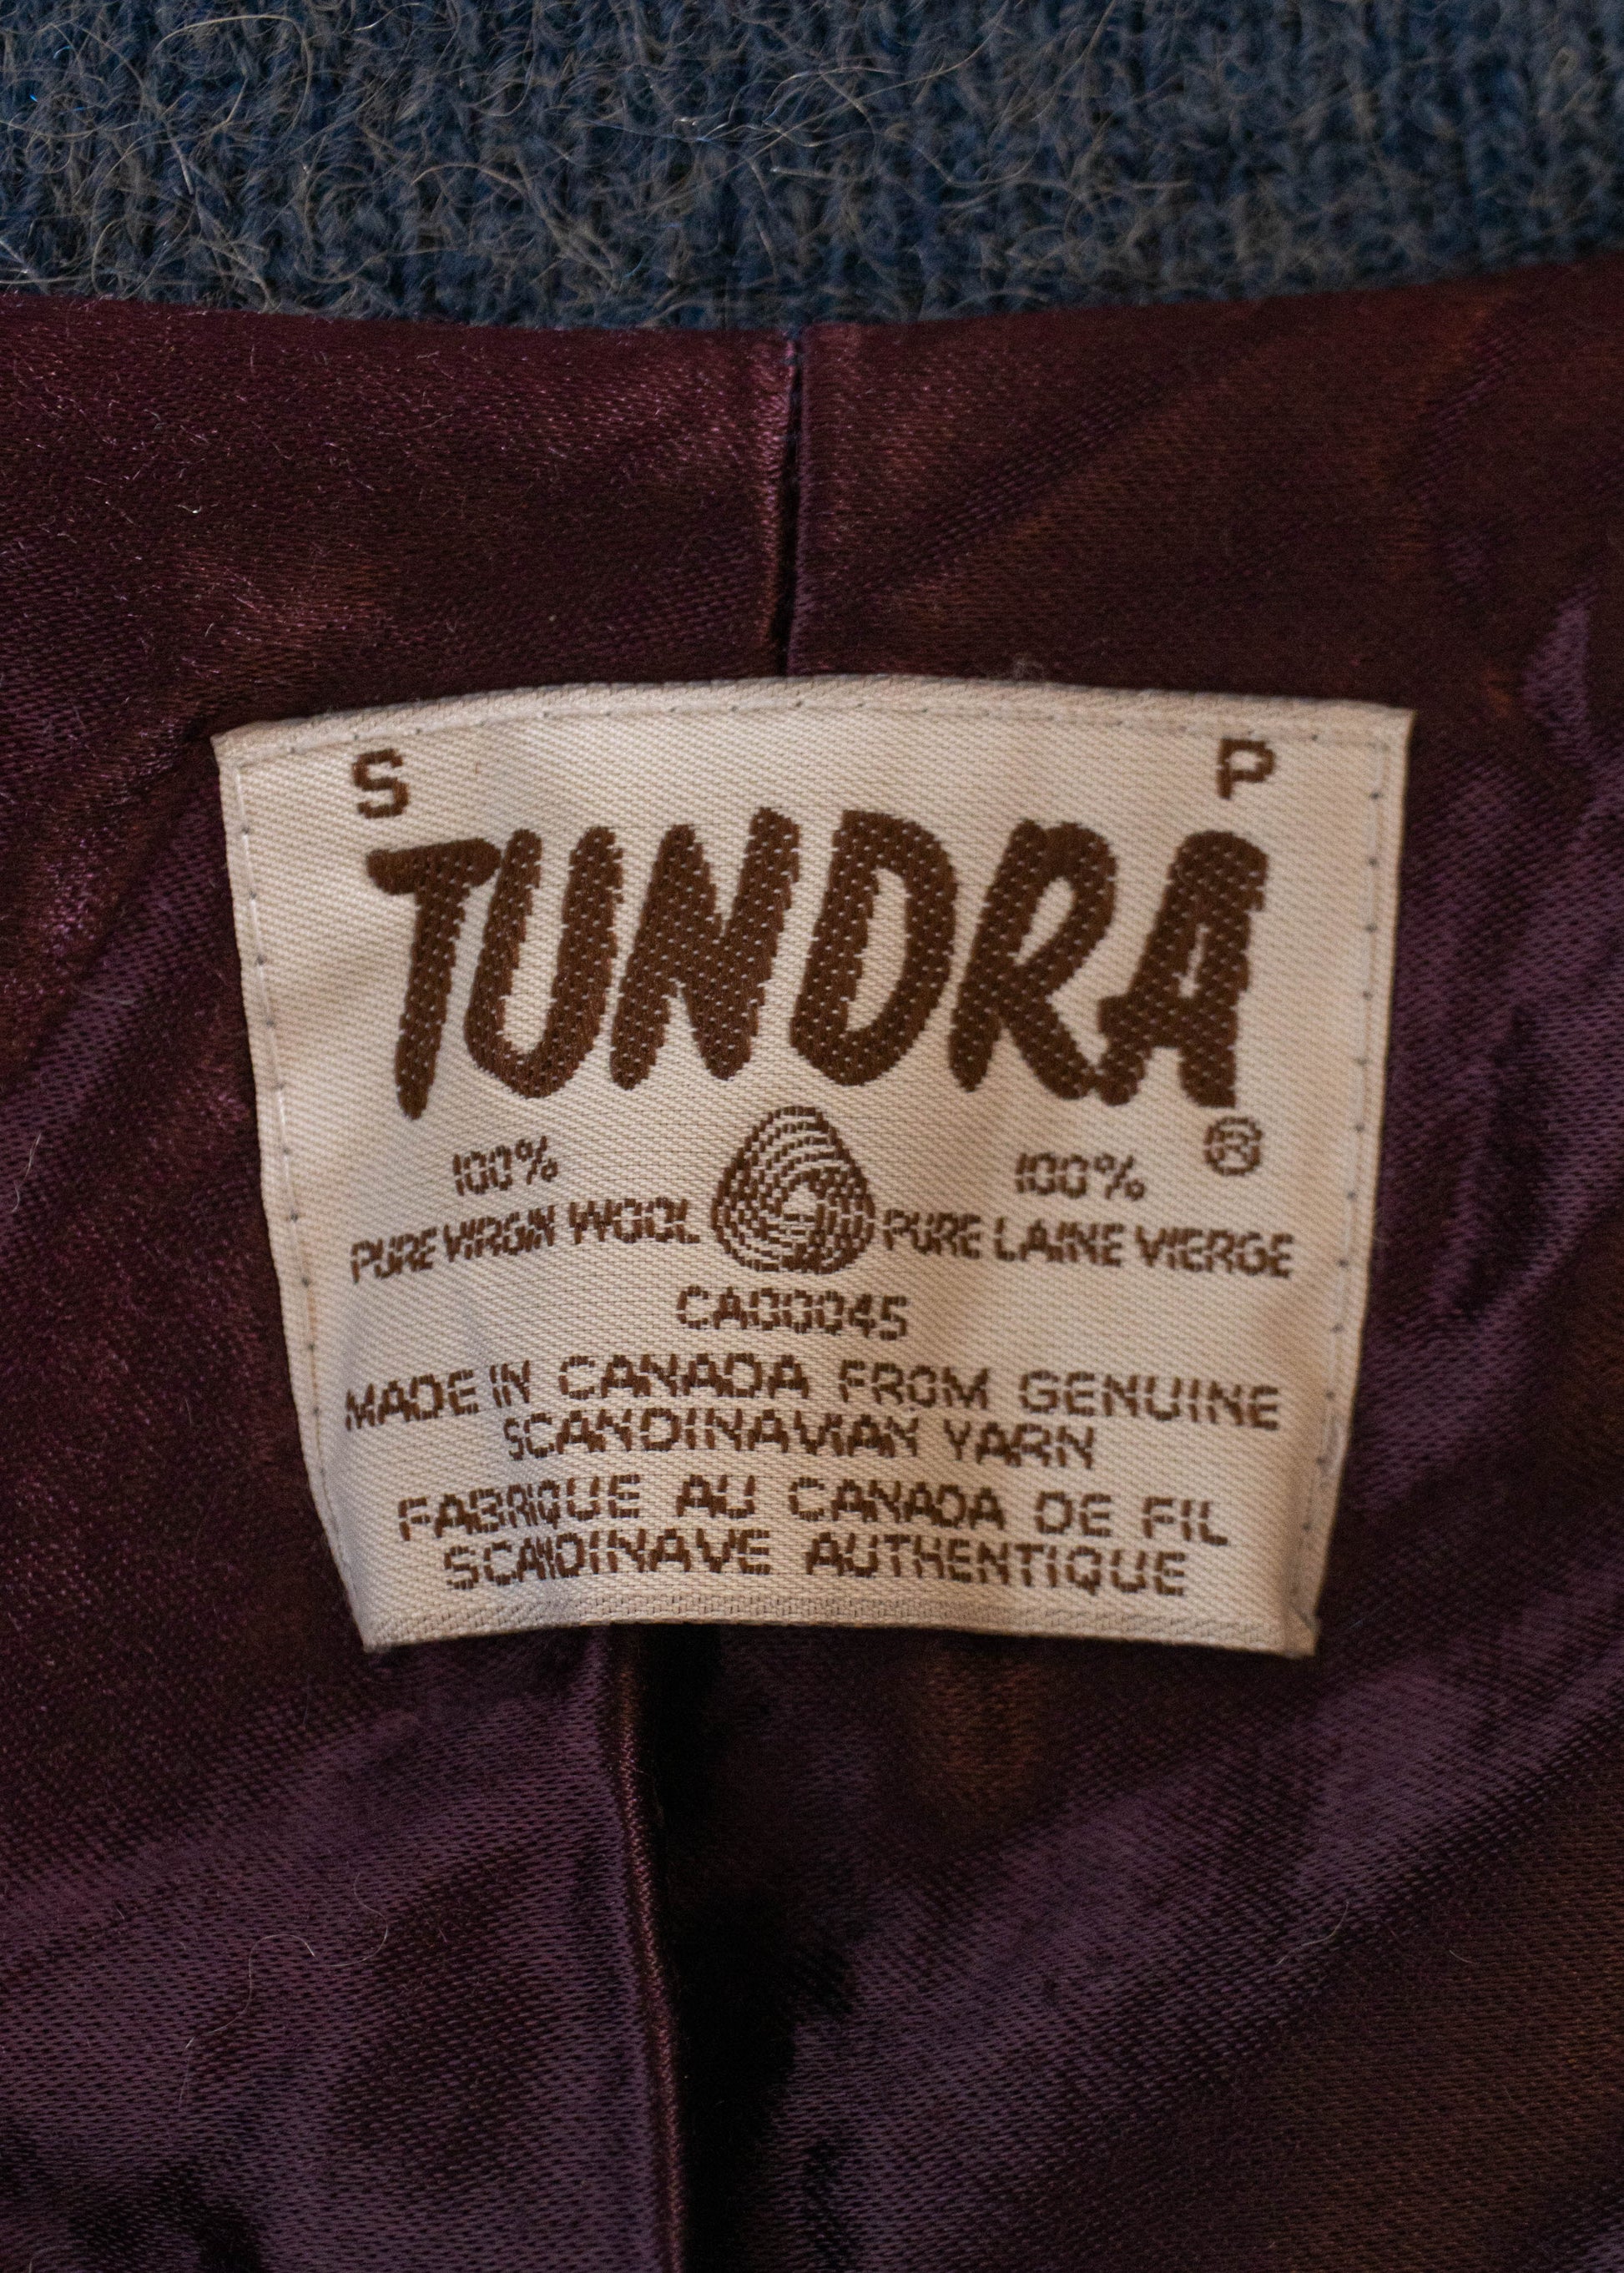 S P
TUNDRA ®
100% 100%
PURE VIRGIN WOOL PURE LAINE VIERGE
CA00045
MADE IN CANADA FROM GENUINE
SCANDINAVIAN YARN
FABRIQUE AU CANADA DE FIL
SCANDINAVE AUTHENTIQUE